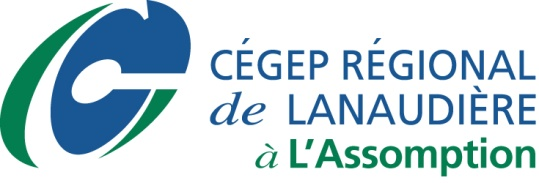 CÉGEP RÉGIONAL
de LANAUDIÈRE
à L'Assomption